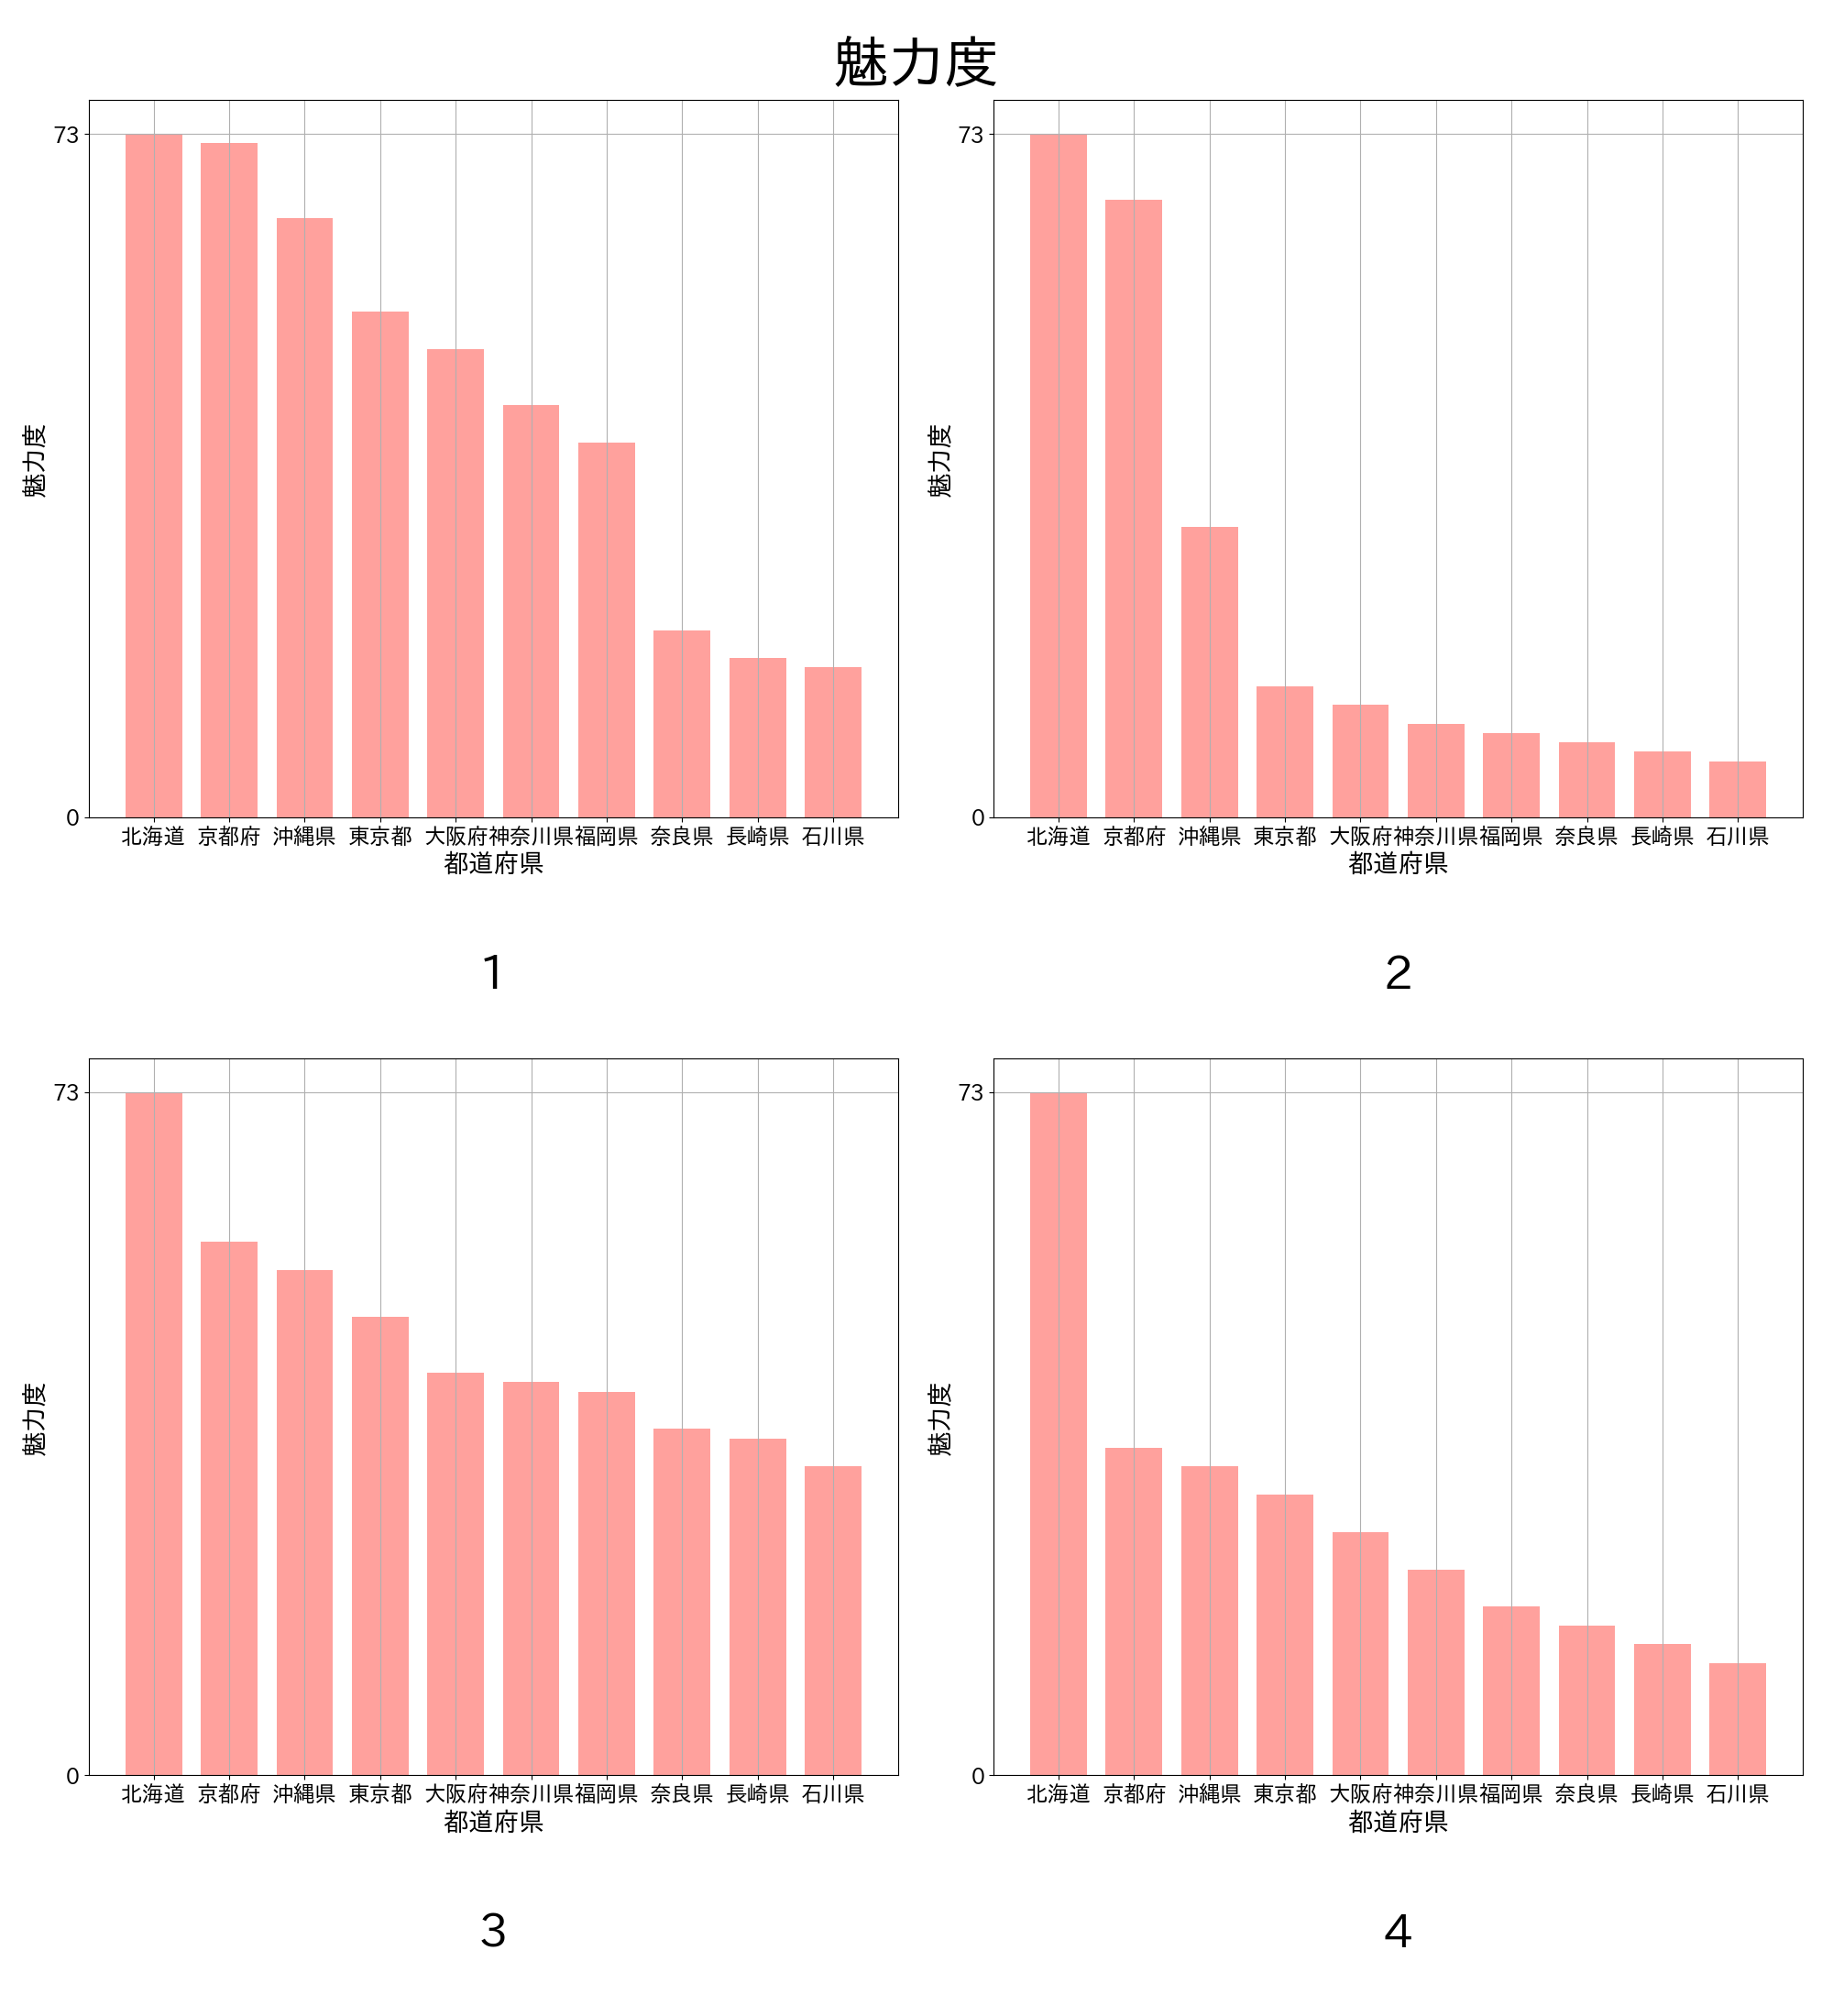 魅力度
73
0
魅力度
北海道 京都府 沖縄県 東京都 大阪府 神奈川県 福岡県 奈良県 長崎県 石川県
都道府県
1
73
0
魅力度
北海道 京都府 沖縄県 東京都 大阪府 神奈川県 福岡県 奈良県 長崎県 石川県
都道府県
2
73
0
魅力度
北海道 京都府 沖縄県 東京都 大阪府 神奈川県 福岡県 奈良県 長崎県 石川県
都道府県
3
73
0
魅力度
北海道 京都府 沖縄県 東京都 大阪府 神奈川県 福岡県 奈良県 長崎県 石川県
都道府県
4